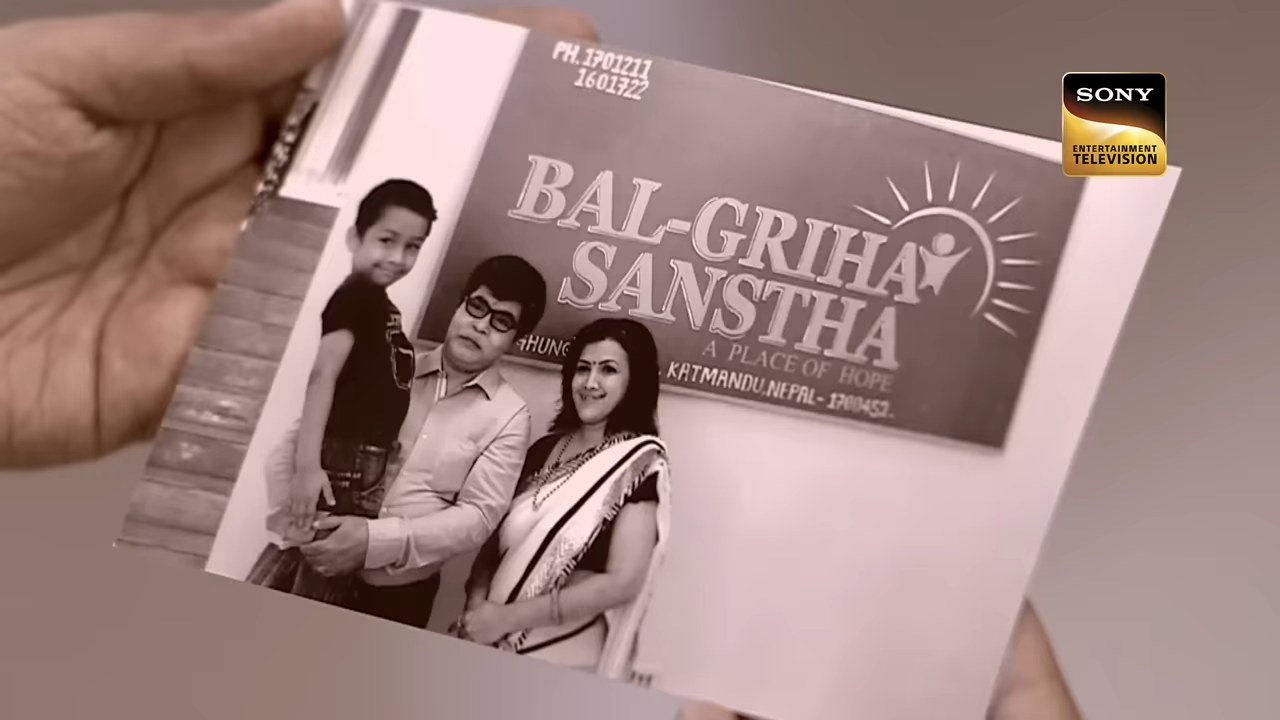 PH. 1701211
1601722
BAL-GRIHA
SANSTHA
A PLACE OF HOPE
KATMANDU, NEPAL - 1700452.
SONY
ENTERTAINMENT
TELEVISION